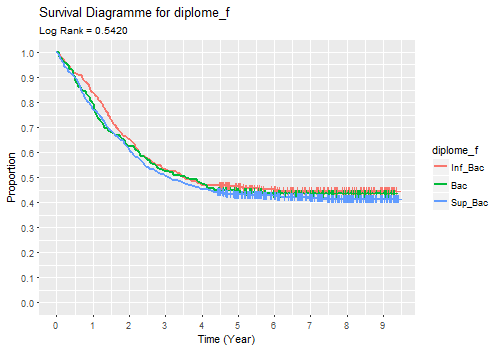 Survival Diagramme for diplome_f
Log Rank = 0.5420
1.0
0.9
0.8
0.7
0.6
0.5
0.4
0.3
0.2
0.1
0.0
Proportion
0 1 2 3 4 5 6 7 8 9
Time (Year)
diplome_f
Inf_Bac
Bac
Sup_Bac